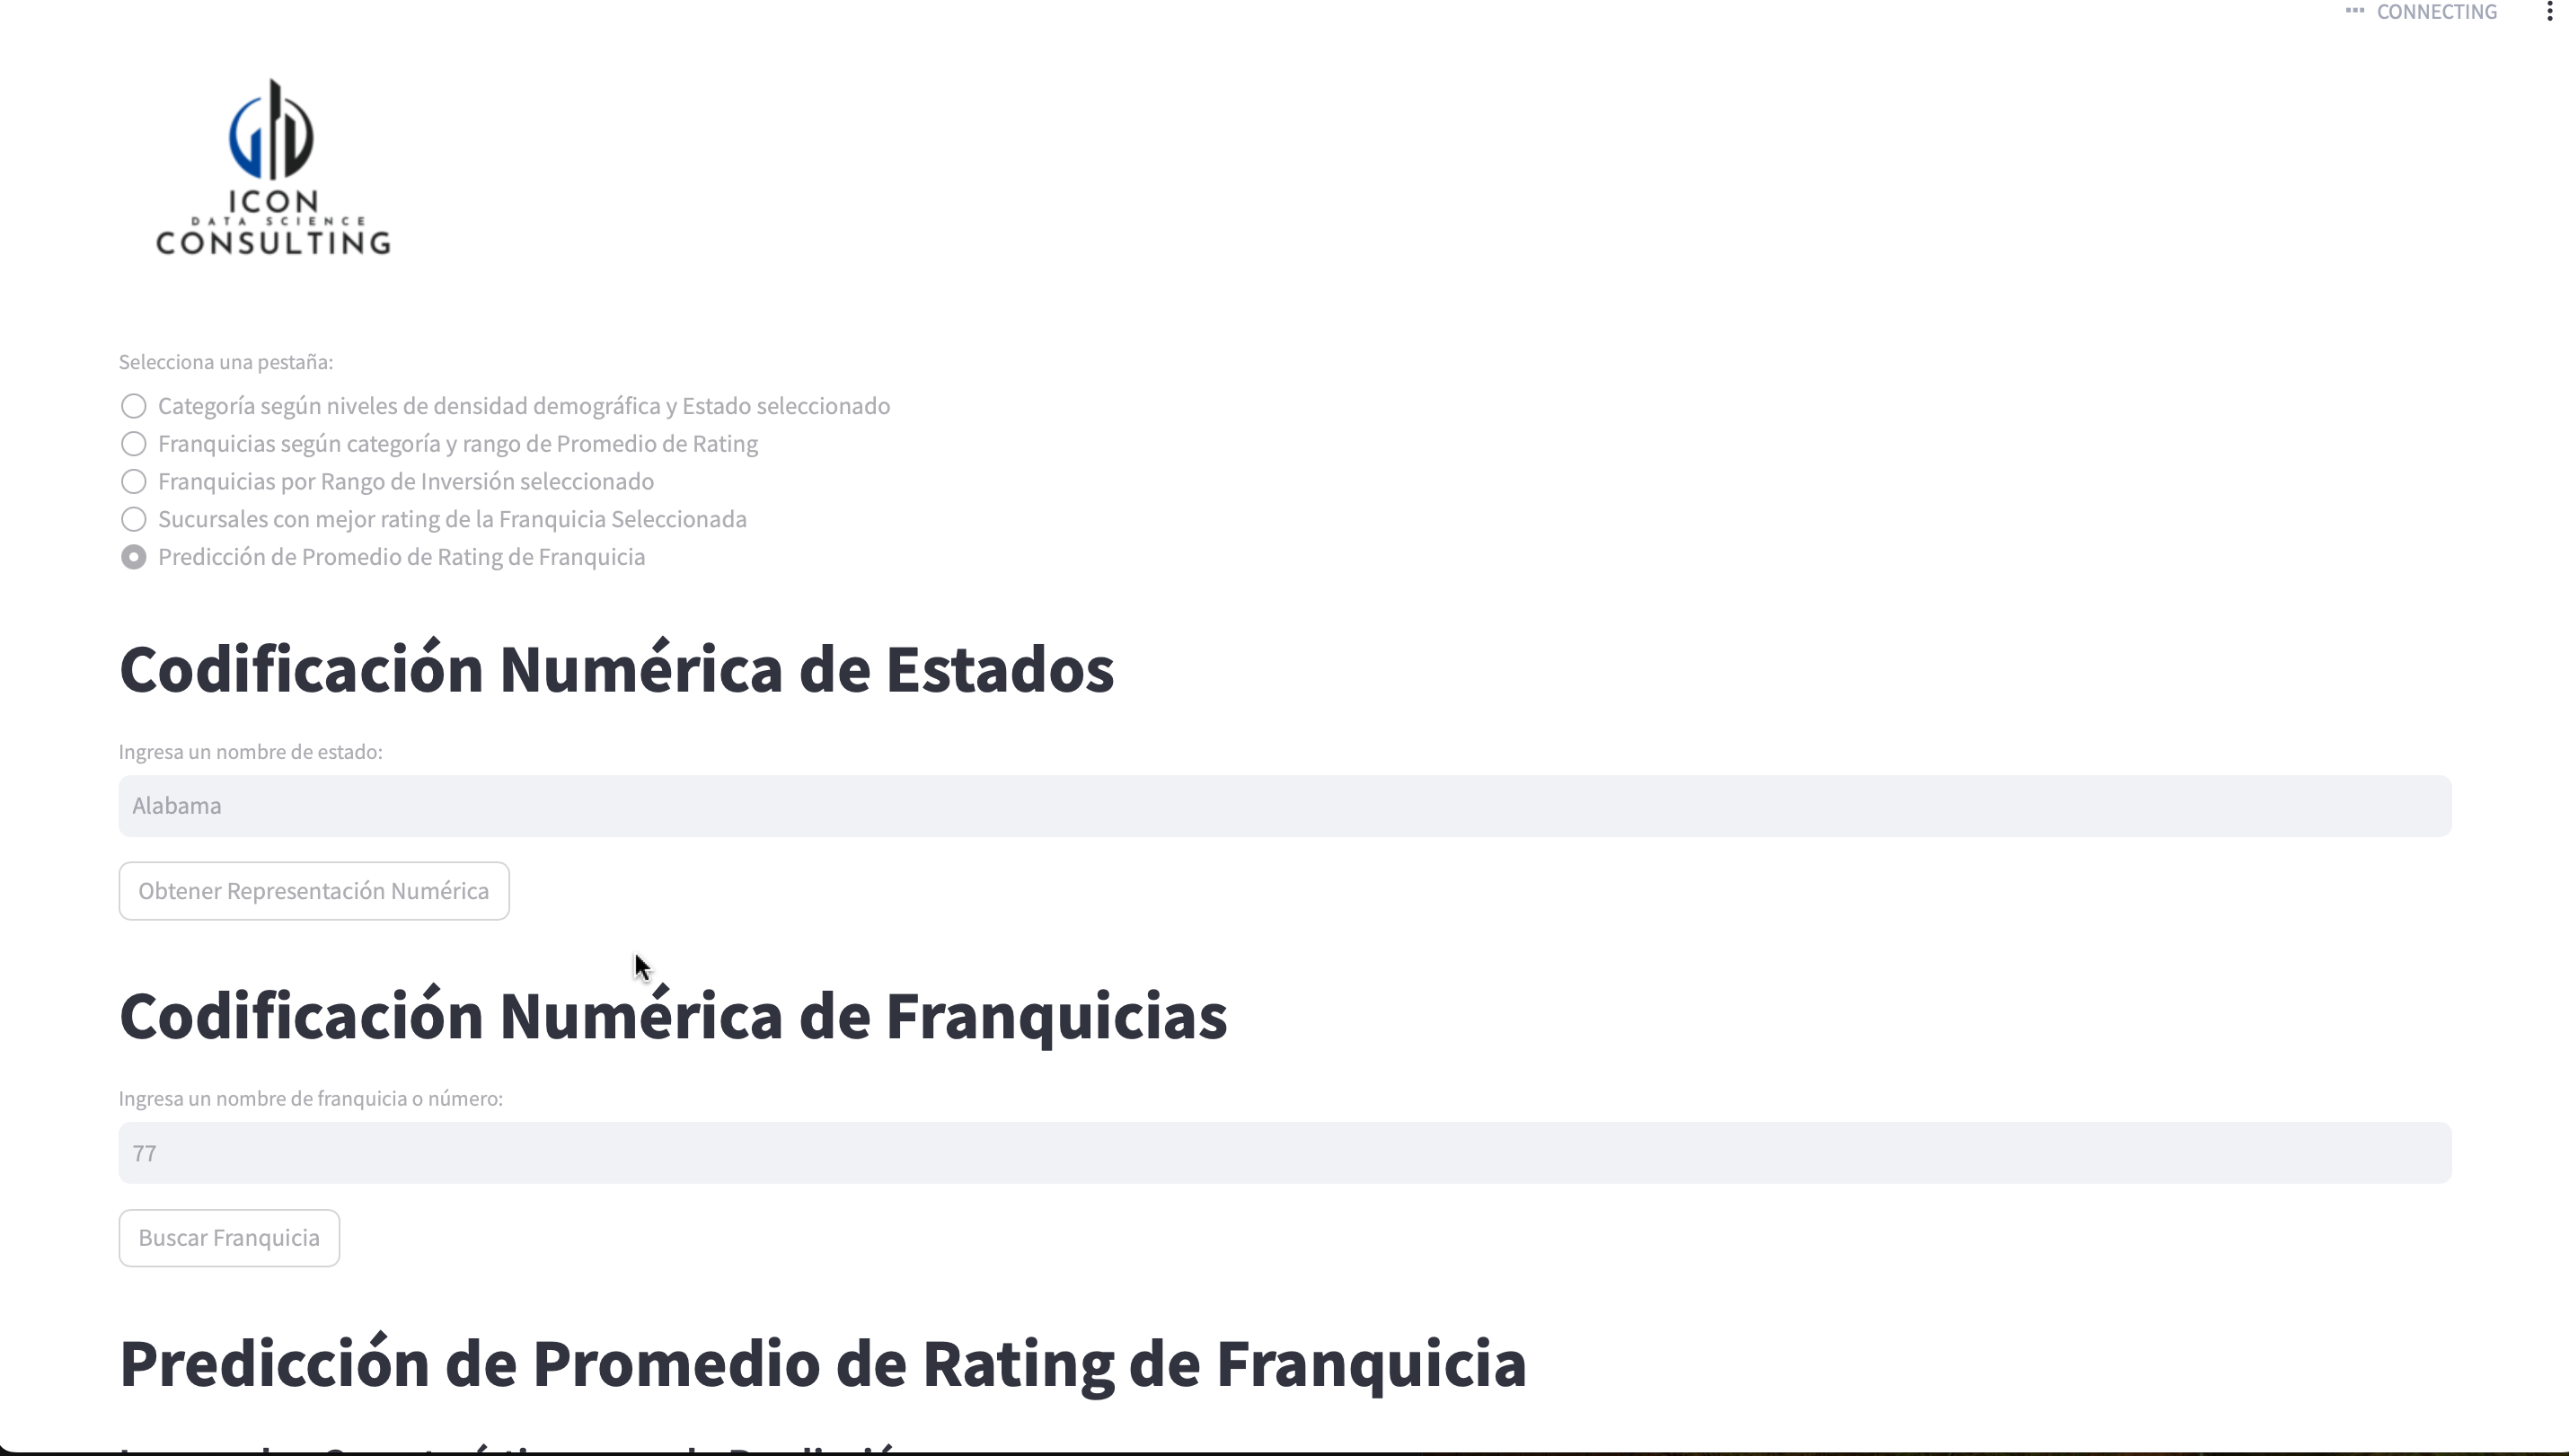 CONNECTING
ICON
DATA SCIENCE
CONSULTING
Selecciona una pestaña:
Categoría según niveles de densidad demográfica y Estado seleccionado
Franquicias según categoría y rango de Promedio de Rating
Franquicias por Rango de Inversión seleccionado
Sucursales con mejor rating de la Franquicia Seleccionada
Predicción de Promedio de Rating de Franquicia
Codificación Numérica de Estados
Ingresa un nombre de estado:
Alabama
Obtener Representación Numérica
Codificación Numérica de Franquicias
Ingresa un nombre de franquicia o número:
77
Buscar Franquicia
Predicción de Promedio de Rating de Franquicia